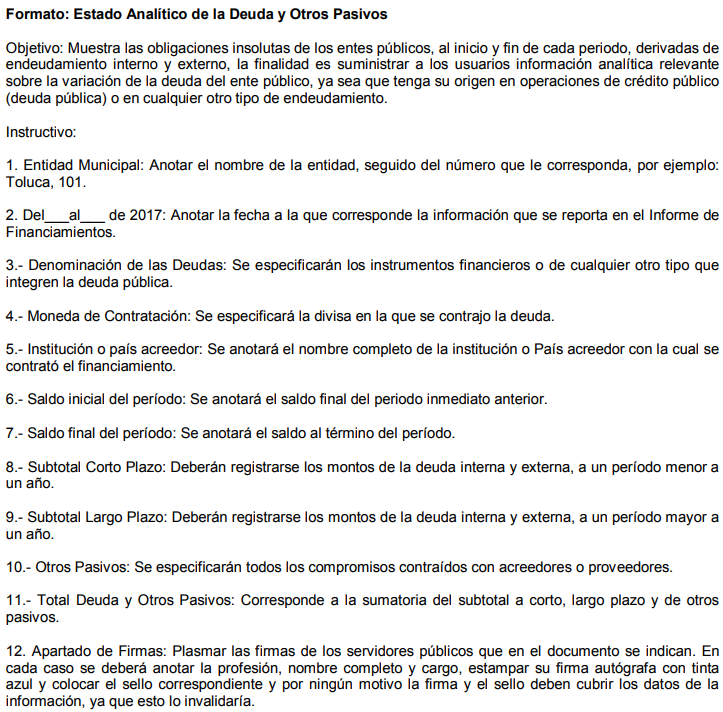 Formato: Estado Analítico de la Deuda y Otros Pasivos
Objetivo: Muestra las obligaciones insolutas de los entes públicos, al inicio y fin de cada periodo, derivadas de
endeudamiento interno y externo, la finalidad es suministrar a los usuarios información analítica relevante
sobre la variación de la deuda del ente público, ya sea que tenga su origen en operaciones de crédito público
(deuda pública) o en cualquier otro tipo de endeudamiento.
Instructivo:
1. Entidad Municipal: Anotar el nombre de la entidad, seguido del número que le corresponda, por ejemplo:
Toluca, 101.
2. Del___al___ de 2017: Anotar la fecha a la que corresponde la información que se reporta en el Informe de
Financiamientos.
3.- Denominación de las Deudas: Se especificarán los instrumentos financieros o de cualquier otro tipo que
integren la deuda pública.
4.- Moneda de Contratación: Se especificará la divisa en la que se contrajo la deuda.
5.- Institución o país acreedor: Se anotará el nombre completo de la institución o País acreedor con la cual se
contrató el financiamiento.
6.- Saldo inicial del período: Se anotará el saldo final del periodo inmediato anterior.
7.- Saldo final del período: Se anotará el saldo al término del período.
8.- Subtotal Corto Plazo: Deberán registrarse los montos de la deuda interna y externa, a un período menor a
un año.
9.- Subtotal Largo Plazo: Deberán registrarse los montos de la deuda interna y externa, a un período mayor a
un año.
10.- Otros Pasivos: Se especificarán todos los compromisos contraídos con acreedores o proveedores.
11.- Total Deuda y Otros Pasivos: Corresponde a la sumatoria del subtotal a corto, largo plazo y de otros
pasivos.
12. Apartado de Firmas: Plasmar las firmas de los servidores públicos que en el documento se indican. En
cada caso se deberá anotar la profesión, nombre completo y cargo, estampar su firma autógrafa con tinta
azul y colocar el sello correspondiente y por ningún motivo la firma y el sello deben cubrir los datos de la
información, ya que esto lo invalidaría.